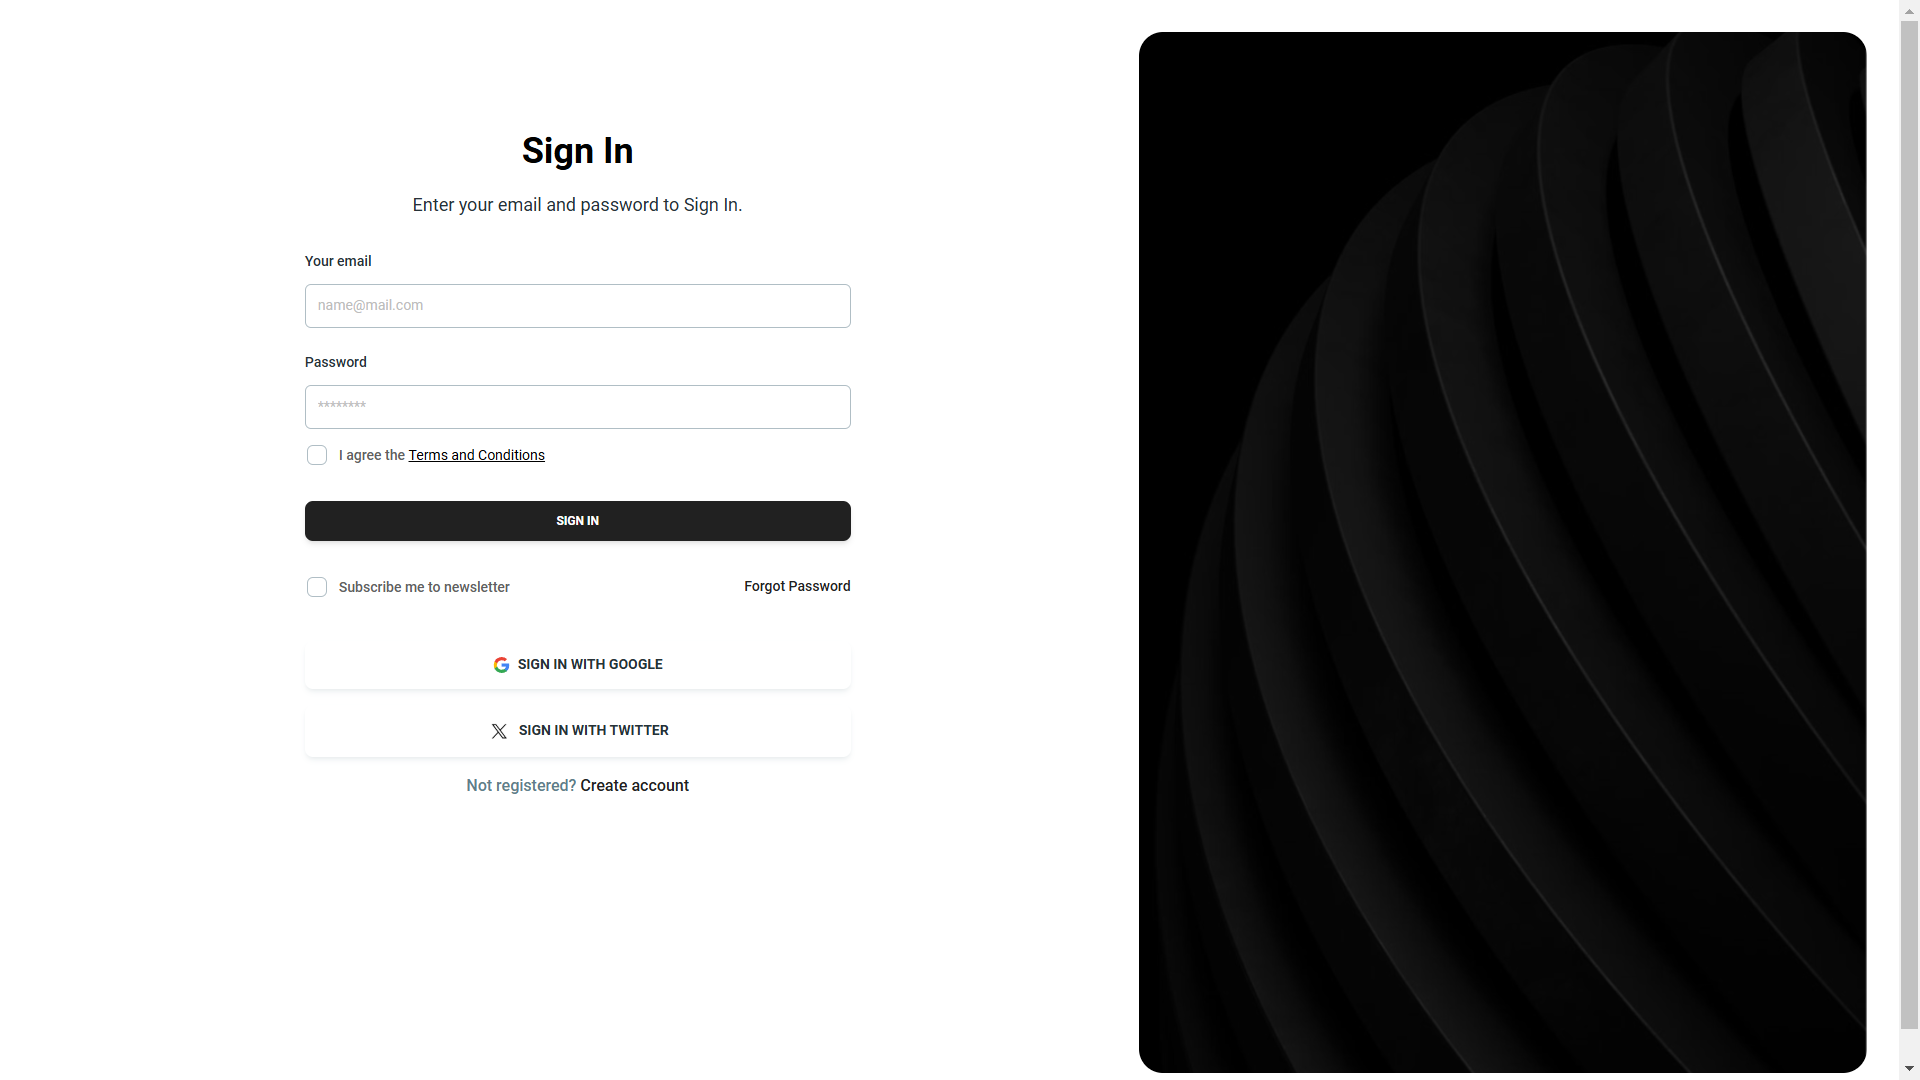 Sign In
Enter your email and password to Sign In.
Your email
name@mail.com
Password
********
I agree the Terms and Conditions
SIGN IN
Subscribe me to newsletter
Forgot Password
SIGN IN WITH GOOGLE
SIGN IN WITH TWITTER
Not registered? Create account